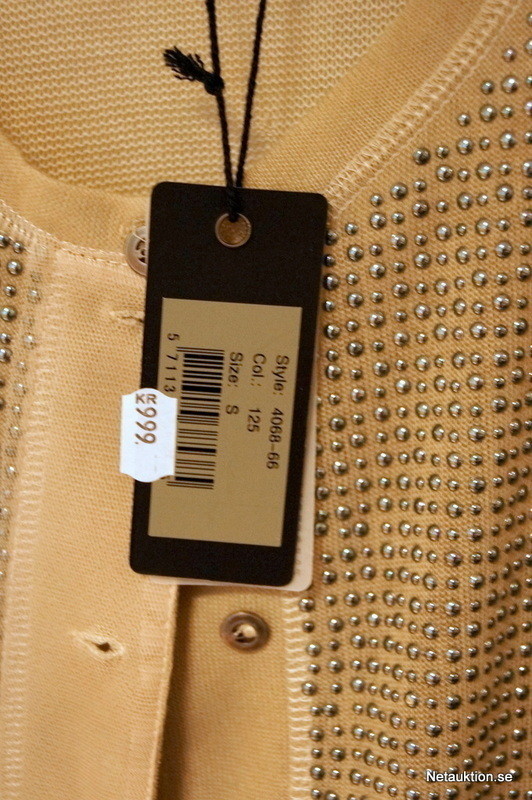 Style: 4068-66
Col.: 125
Size: S
5 7113
KR
999.
Netauktion.se